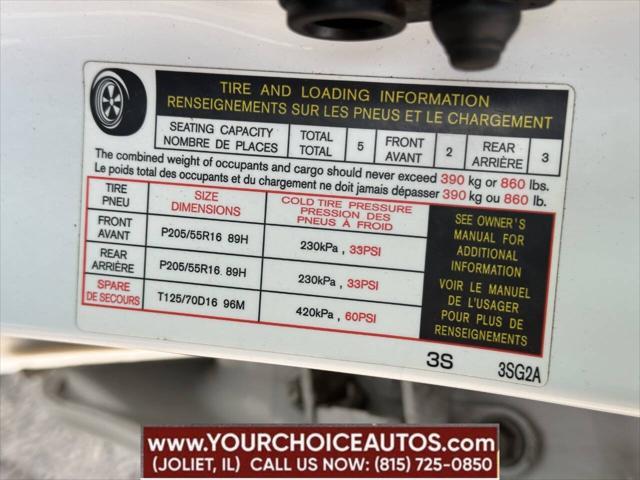 TIRE AND LOADING INFORMATION
RENSEIGNEMENTS SUR LES PNEUS ET LE CHARGEMENT
SEATING CAPACITY
NOMBRE DE PLACES
TOTAL
TOTAL
5
FRONT
AVANT
2
REAR
ARRIÈRE
3
The combined weight of occupants and cargo should never exceed 390 kg or 860 lbs.
Le poids total des occupants et du chargement ne doit jamais dépasser 390 kg ou 860 lb.
TIRE
PNEU
SIZE
DIMENSIONS
COLD TIRE PRESSURE
PRESSION DES
PNEUS À FROID
FRONT
AVANT
P205/55R16 89H
230kPa , 33PSI
REAR
ARRIÈRE
P205/55R16 89H
230kPa , 33PSI
SPARE
DE SECOURS
T125/70D16 96M
420kPa , 60PSI
SEE OWNER'S
MANUAL FOR
ADDITIONAL
INFORMATION
VOIR LE MANUEL
DE L'USAGER
POUR PLUS DE
RENSEIGNEMENTS
3S
3SG2A
www.YOURCHOICEAUTOS.com
(JOLIET, IL) CALL US NOW: (815) 725-0850